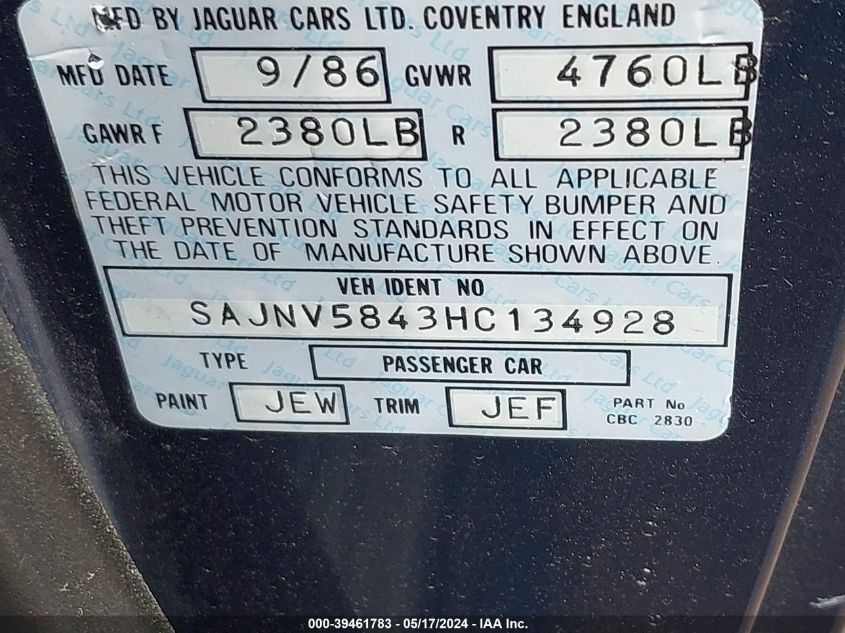 MFD BY JAGUAR CARS LTD. COVENTRY ENGLAND
MFD DATE 9/86 GVWR 4760LB
GAWR F 2380LB R 2380LB
THIS VEHICLE CONFORMS TO ALL APPLICABLE
FEDERAL MOTOR VEHICLE SAFETY BUMPER AND
THEFT PREVENTION STANDARDS IN EFFECT ON
THE DATE OF MANUFACTURE SHOWN ABOVE.
VEH IDENT NO
SAJNV5843HC134928
TYPE PASSENGER CAR
PAINT JEW TRIM JEF PART No.
CBC 2830
000-39461783 - 05/17/2024 - IAA Inc.